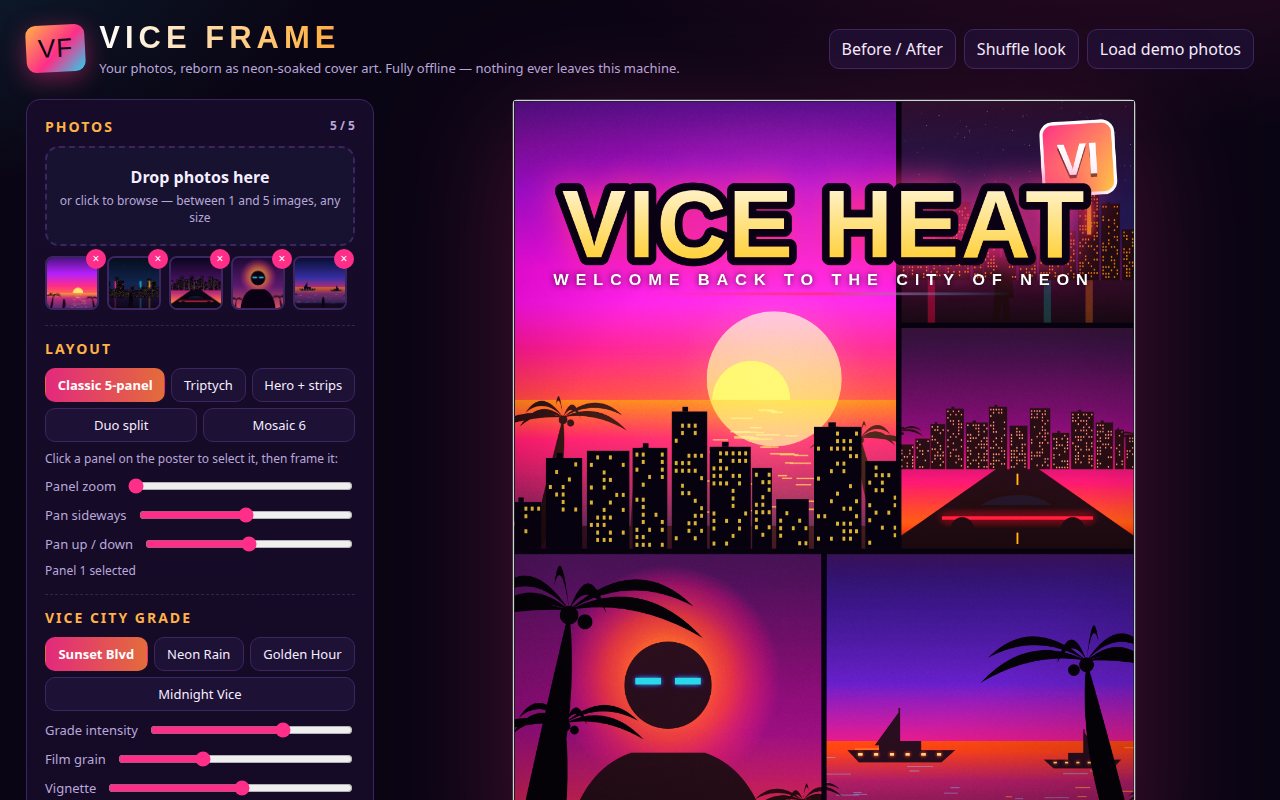 VF
VICE FRAME
Your photos, reborn as neon-soaked cover art. Fully offline — nothing ever leaves this machine.
Before / After
Shuffle look
Load demo photos
PHOTOS
5 / 5
Drop photos here
or click to browse — between 1 and 5 images, any
size
LAYOUT
Classic 5-panel
Triptych
Hero + strips
Duo split
Mosaic 6
Click a panel on the poster to select it, then frame it:
Panel zoom
Pan sideways
Pan up / down
Panel 1 selected
VICE CITY GRADE
Sunset Blvd
Neon Rain
Golden Hour
Midnight Vice
Grade intensity
Film grain
Vignette
VI
VICE HEAT
WELCOME BACK TO THE CITY OF NEON